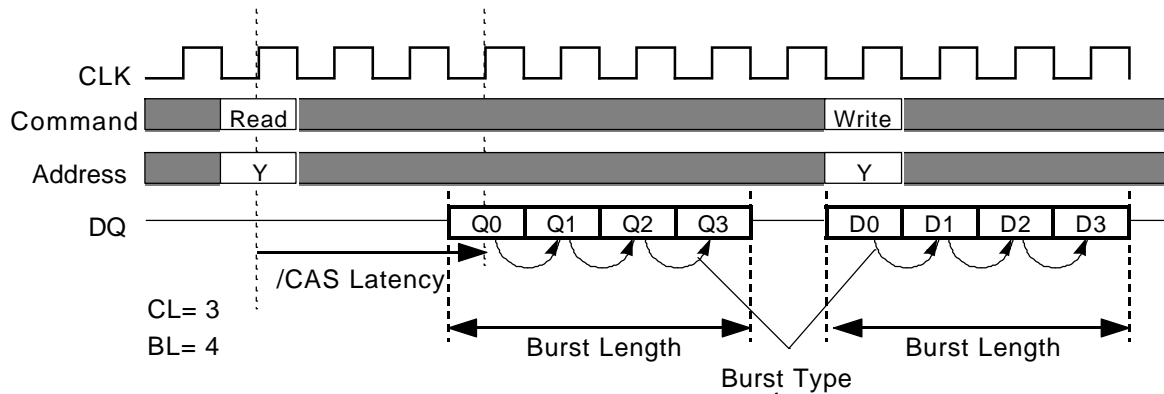 CLK
Command Read Write
Address Y Y
DQ Q0 Q1 Q2 Q3 D0 D1 D2 D3
/CAS Latency
CL= 3
BL= 4
Burst Length Burst Length
Burst Type